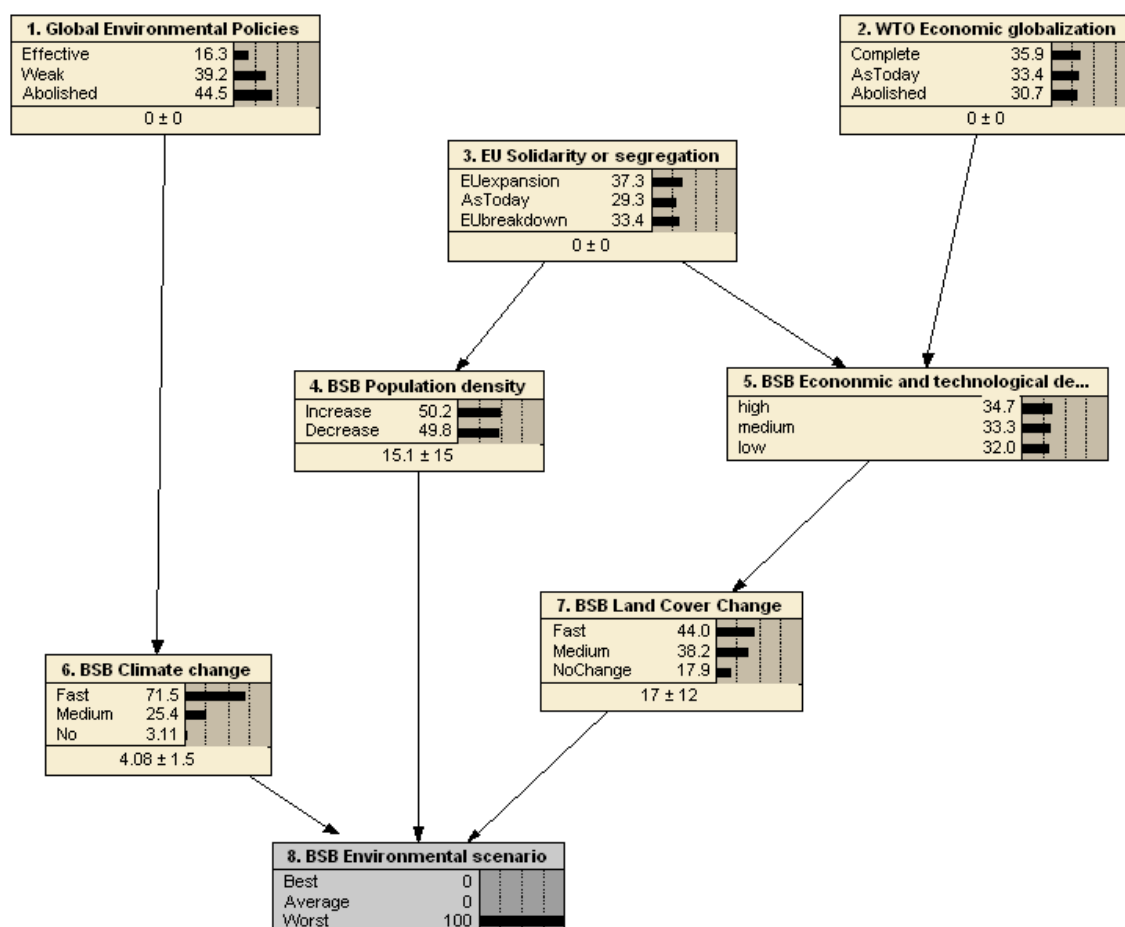 1. Global Environmental Policies
Effective 16.3
Weak 39.2
Abolished 44.5
0 ± 0
2. WTO Economic globalization
Complete 35.9
AsToday 33.4
Abolished 30.7
0 ± 0
3. EU Solidarity or segregation
EUexpansion 37.3
AsToday 29.3
EUbreakdown 33.4
0 ± 0
4. BSB Population density
Increase 50.2
Decrease 49.8
15.1 ± 15
5. BSB Econonmic and technological de...
high 34.7
medium 33.3
low 32.0
7. BSB Land Cover Change
Fast 44.0
Medium 38.2
NoChange 17.9
17 ± 12
6. BSB Climate change
Fast 71.5
Medium 25.4
No 3.11
4.08 ± 1.5
8. BSB Environmental scenario
Best 0
Average 0
Worst 100